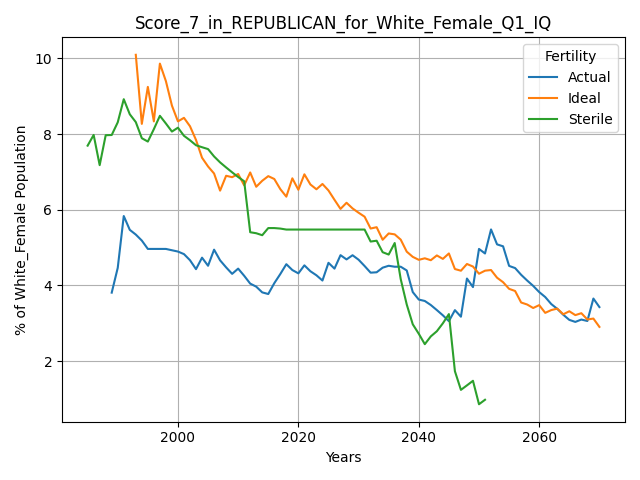 Score_7_in_REPUBLICAN_for_White_Female_Q1_IQ
Fertility
Actual
Ideal
Sterile
% of White_Female Population
10
8
6
4
2
2000
2020
2040
2060
Years